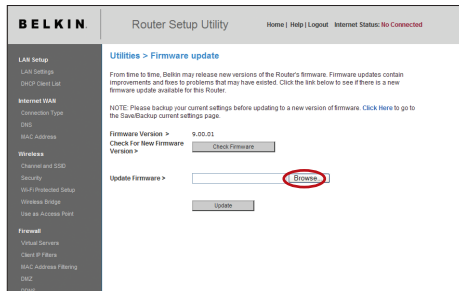 BELKIN.
Router Setup Utility
Home | Help | Logout Internet Status: No Connected
LAN Setup
LAN Settings
DHCP Client List
Internet WAN
Connection Type
DNS
MAC Address
Wireless
Channel and SSID
Security
Wi-Fi Protected Setup
Wireless Bridge
Use as Access Point
Firewall
Virtual Servers
Client IP Filters
MAC Address Filtering
DMZ
Utilities > Firmware update
From time to time, Belkin may release new versions of the Router's firmware. Firmware updates contain
improvements and fixes to problems that may have existed. Click the link below to see if there is a new
firmware update available for this Router.
NOTE: Please backup your current settings before updating to a new version of firmware. Click Here to go to
the Save/Backup current settings page.
Firmware Version > 9.00.01
Check For New Firmware
Version >
Check Firmware
Update Firmware >
Browse...
Update